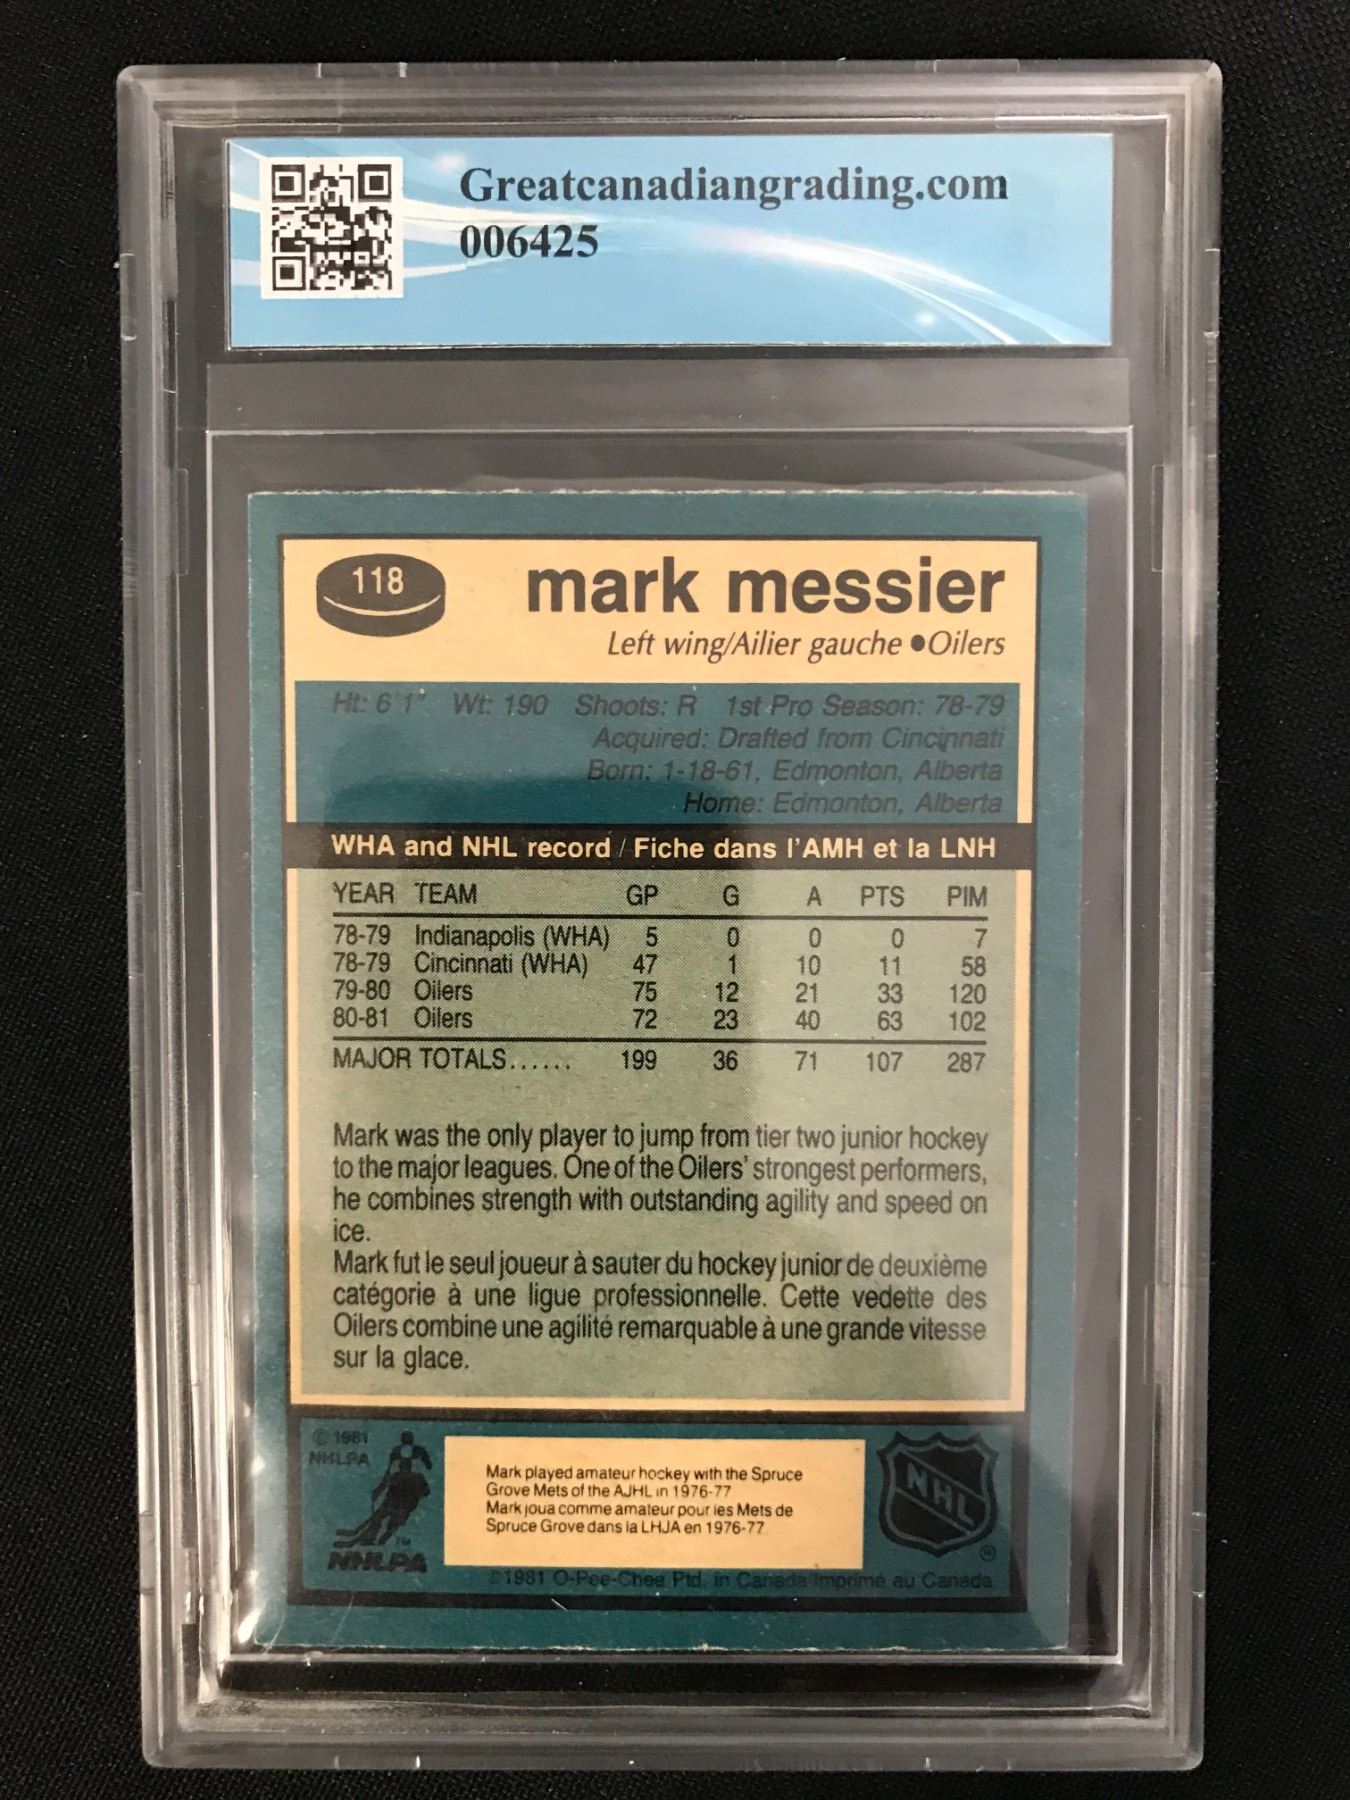 Greatcanadiangrading.com
006425
118
mark messier
Left wing/Ailier gauche ●Oilers
Ht: 6'1" Wt: 190 Shoots: R 1st Pro Season: 78-79
Acquired: Drafted from Cincinnati
Born: 1-18-61, Edmonton, Alberta
Home: Edmonton, Alberta
WHA and NHL record / Fiche dans l'AMH et la LNH
YEAR TEAM GP G A PTS PIM
78-79 Indianapolis (WHA) 5 0 0 0 7
78-79 Cincinnati (WHA) 47 1 10 11 58
79-80 Oilers 75 12 21 33 120
80-81 Oilers 72 23 40 63 102
MAJOR TOTALS...... 199 36 71 107 287
Mark was the only player to jump from tier two junior hockey
to the major leagues. One of the Oilers' strongest performers,
he combines strength with outstanding agility and speed on
ice.
Mark fut le seul joueur à sauter du hockey junior de deuxième
catégorie à une ligue professionnelle. Cette vedette des
Oilers combine une agilité remarquable à une grande vitesse
sur la glace.
© 1981
NHLPA
TM
NHLPA
Mark played amateur hockey with the Spruce
Grove Mets of the AJHL in 1976-77
Mark joua comme amateur pour les Mets de
Spruce Grove dans la LHJA en 1976-77
NHL
®
©1981 O-Pee-Chee Ptd. in Canada Imprimé au Canada